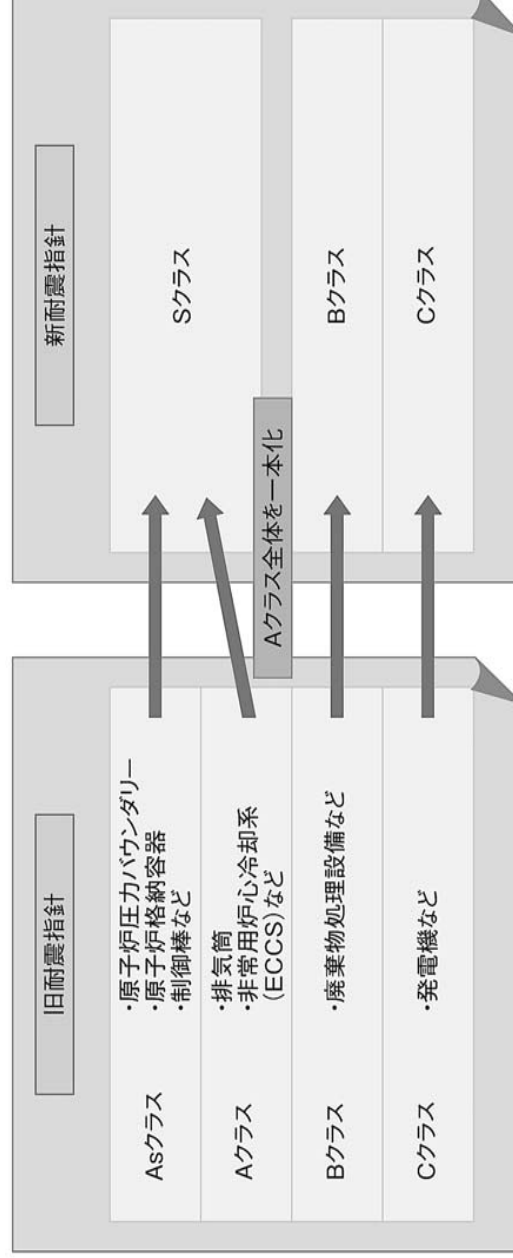 旧耐震指針
Asクラス
・原子炉圧力バウンダリー
・原子炉格納容器
・制御棒など
Aクラス
・排気筒
・非常用炉心冷却系
(ECCS)など
Bクラス
・廃棄物処理設備など
Cクラス
・発電機など
Aクラス全体を一本化
新耐震指針
Sクラス
Bクラス
Cクラス